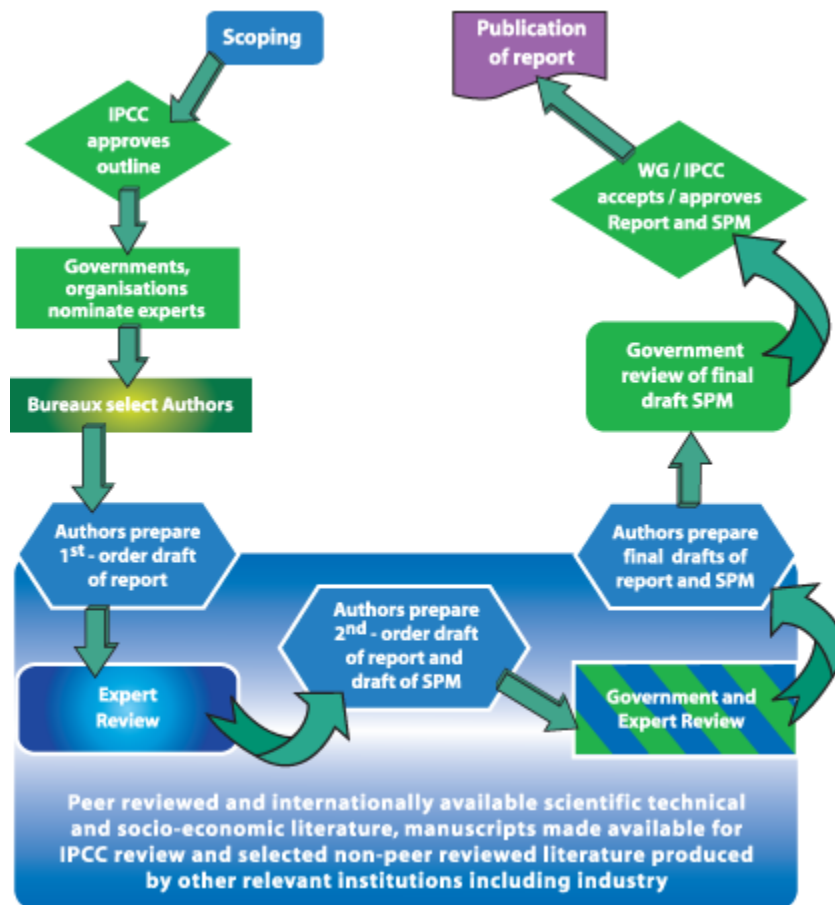 Scoping
IPCC
approves
outline
Governments,
organisations
nominate experts
Bureaux select Authors
Authors prepare
1st - order draft
of report
Expert
Review
Authors prepare
2nd - order draft
of report and
draft of SPM
Government and
Expert Review
Authors prepare
final drafts of
report and SPM
Government
review of final
draft SPM
WG / IPCC
accepts / approves
Report and SPM
Publication
of report
Peer reviewed and internationally available scientific technical
and socio-economic literature, manuscripts made available for
IPCC review and selected non-peer reviewed literature produced
by other relevant institutions including industry